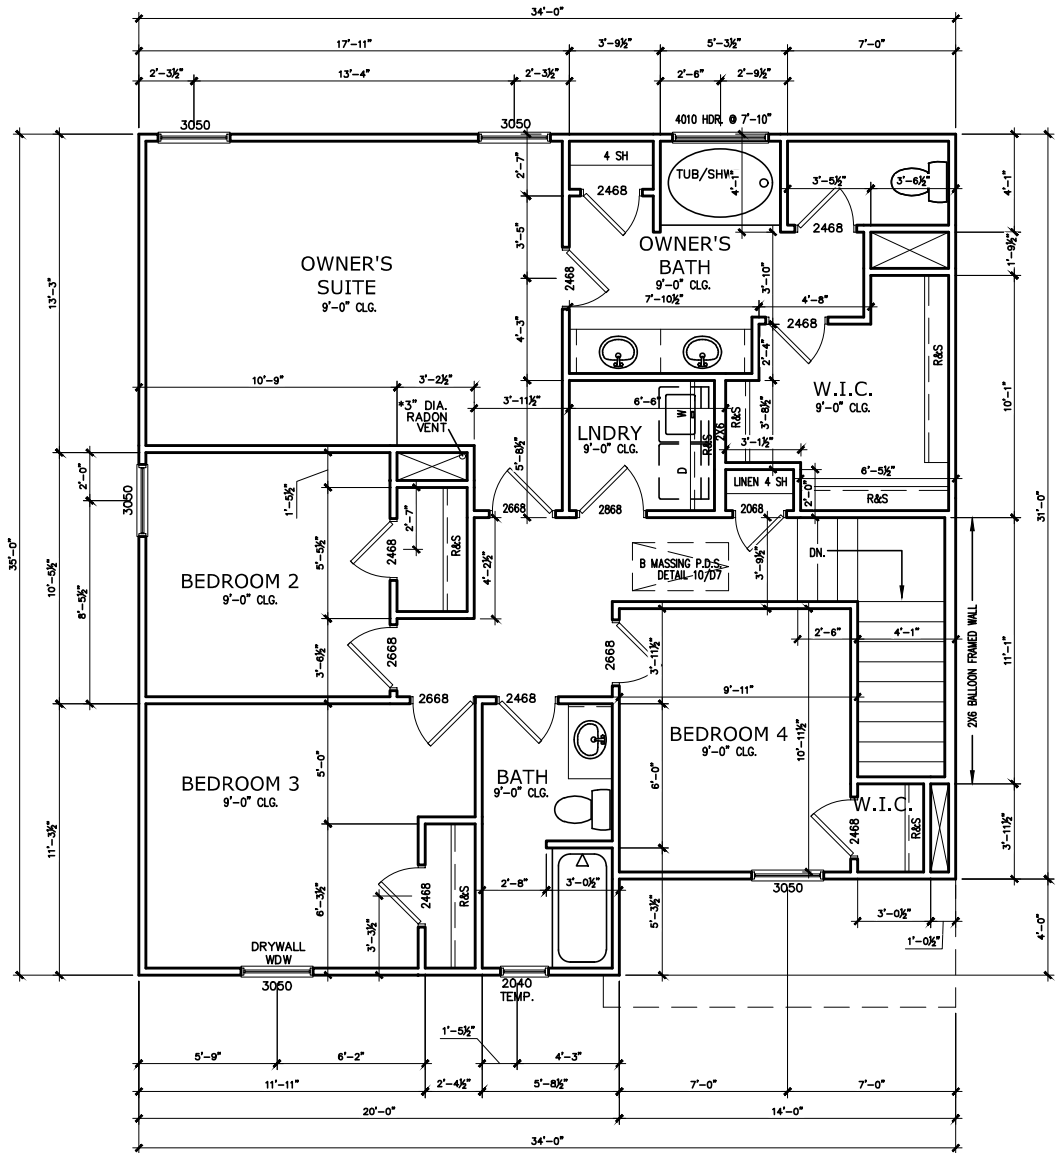 34'-0"
17'-11"
3'-9½"
5'-3½"
7'-0"
2'-3½"
13'-4"
2'-3½"
2'-6"
2'-9½"
3050
3050
4010 HDR. @ 7'-10"
2'-7"
4 SH
2468
TUB/SHWR
4'-1"
3'-5½"
3'-6½"
2468
4'-1"
1'-9½"
3'-5"
OWNER'S
SUITE
9'-0" CLG.
2468
OWNER'S
BATH
9'-0" CLG.
7'-10½"
3'-10"
4'-8"
2468
13'-3"
4'-3"
2'-4"
R&S
10'-9"
3'-2½"
*3" DIA.
RADON
VENT
3'-11½"
6'-6"
W
D
R&S
2X6
R&S
3'-8½"
W.I.C.
9'-0" CLG.
10'-1"
LNDRY
9'-0" CLG.
5'-8½"
3'-1½"
6'-5½"
LINEN 4 SH
2'-0"
R&S
2'-0"
3050
1'-5½"
2668
2868
2068
31'-0"
35'-0"
10'-5½"
8'-5½"
5'-5½"
2'-7"
2468
R&S
4'-2½"
B MASSING P.D.S.
DETAIL 10/D7
3'-9½"
DN.
BEDROOM 2
9'-0" CLG.
3'-6½"
2668
2668
3'-11½"
2'-6"
4'-1"
2X6 BALLOON FRAMED WALL
11'-1"
2668
2468
9'-11"
BEDROOM 4
9'-0" CLG.
10'-11½"
5'-0"
6'-0"
BEDROOM 3
9'-0" CLG.
BATH
9'-0" CLG.
W.I.C.
2468
R&S
3'-11½"
11'-3½"
6'-3½"
3'-3½"
2468
R&S
2'-8"
3'-0½"
5'-3½"
3050
3'-0½"
1'-0½"
4'-0"
DRYWALL
WDW
3050
2040
TEMP.
1'-5½"
5'-9"
6'-2"
4'-3"
11'-11"
2'-4½"
5'-8½"
7'-0"
7'-0"
20'-0"
14'-0"
34'-0"